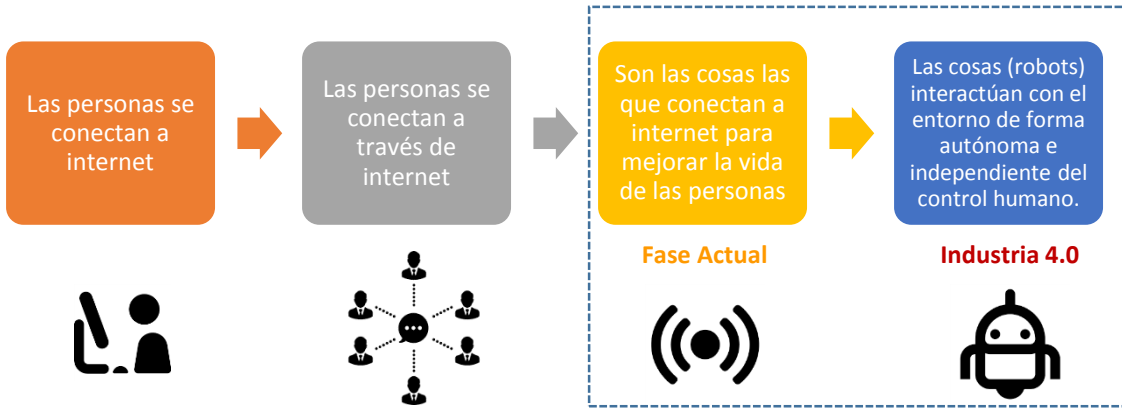 Las personas se
conectan a
internet
Las personas se
conectan a
través de
internet
Son las cosas las
que conectan a
internet para
mejorar la vida
de las personas
Las cosas (robots)
interactúan con el
entorno de forma
autónoma e
independiente del
control humano.
Fase Actual
Industria 4.0